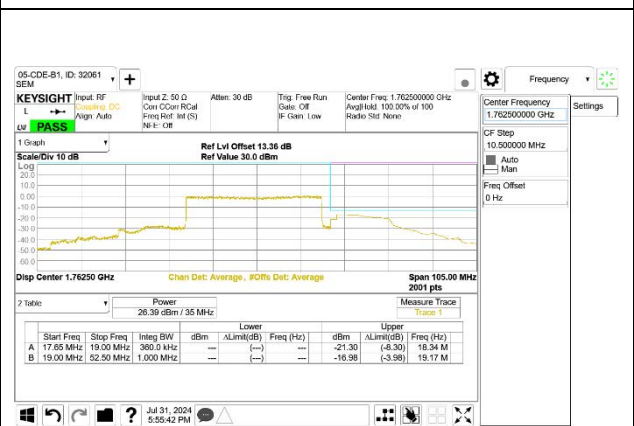 05-CDE-B1, ID: 32061
SEM
Frequency
KEYSIGHT
Input: RF
Coupling: DC
Align: Auto
Input Z: 50 Ω
Corr CCorr RCal
Freq Ref: Int (S)
NFE: Off
Atten: 30 dB
Trig: Free Run
Gate: Off
IF Gain: Low
Center Freq: 1.762500000 GHz
Avg|Hold: 100.00% of 100
Radio Std: None
L
PASS
Center Frequency
1.762500000 GHz
Settings
CF Step
10.500000 MHz
Auto
Man
Freq Offset
0 Hz
1 Graph
Scale/Div 10 dB
Ref Lvl Offset 13.36 dB
Ref Value 30.0 dBm
Log
20.0
10.0
0.00
-10.0
-20.0
-30.0
-40.0
-50.0
-60.0
Disp Center 1.76250 GHz
Chan Det: Average, #Offs Det: Average
Span 105.00 MHz
2001 pts
2 Table
Power
26.39 dBm / 35 MHz
Measure Trace
Trace 1
Lower Upper
Start Freq Stop Freq Integ BW dBm ΔLimit(dB) Freq (Hz) dBm ΔLimit(dB) Freq (Hz)
A 17.65 MHz 19.00 MHz 360.0 kHz --- (---) --- -21.30 (-8.30) 18.34 M
B 19.00 MHz 52.50 MHz 1.000 MHz --- (---) --- -16.98 (-3.98) 19.17 M
Jul 31, 2024
5:55:42 PM